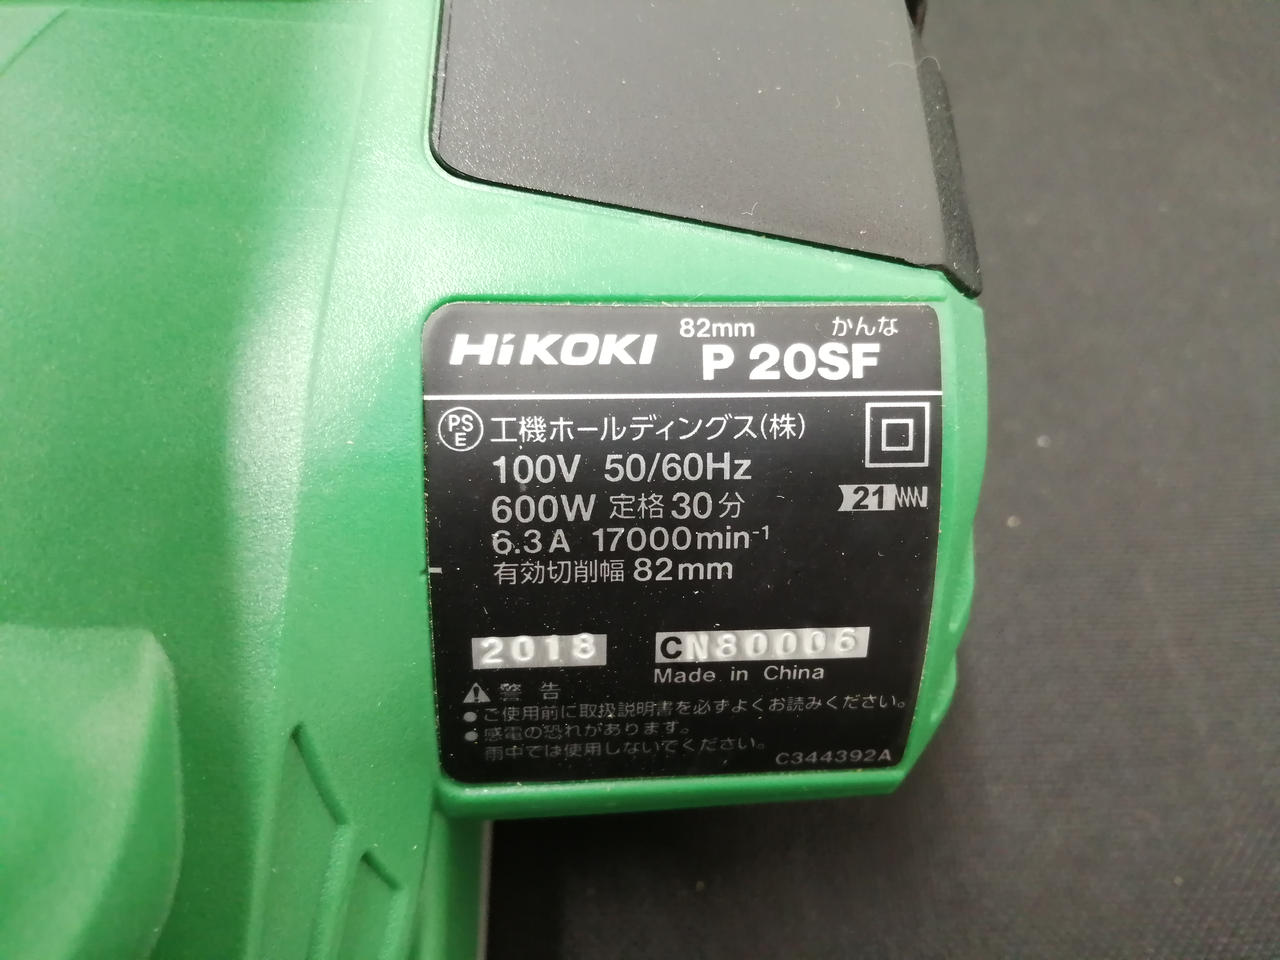 HiKOKI 82mm かんな
P 20SF
PSE 工機ホールディングス(株)
100V 50/60Hz
600W 定格30分
21
6.3A 17000min⁻¹
有効切削幅 82mm
2018 CN80006
Made in China
警告
●ご使用前に取扱説明書を必ずよくお読みください。
●感電の恐れがあります。
雨中では使用しないでください。
C344392A